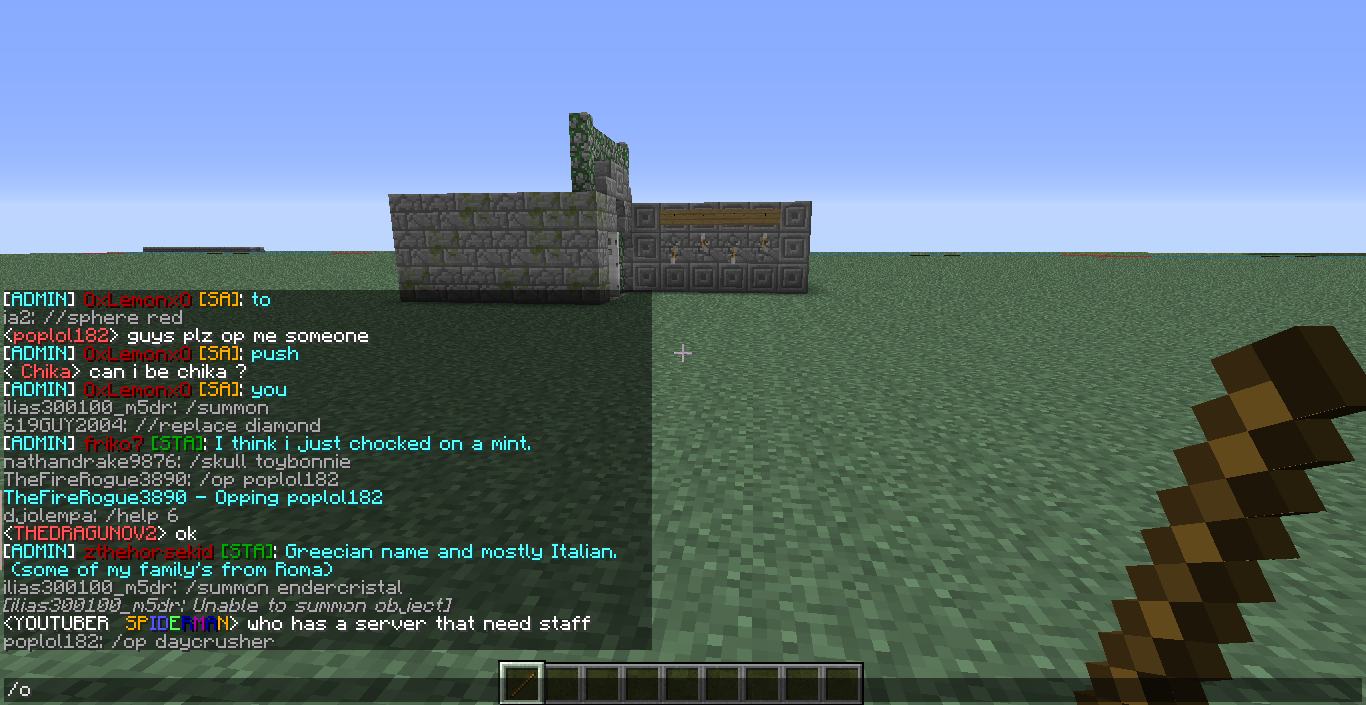 [ADMIN] 0xLemonx0 [SA]: to
ia2: //sphere red
<poplol182> guys plz op me someone
[ADMIN] 0xLemonx0 [SA]: push
< Chika> can i be chika ?
[ADMIN] 0xLemonx0 [SA]: you
ilias300100_m5dr: /summon
619GUY2004: //replace diamond
[ADMIN] friko7 [STA]: I think i just chocked on a mint.
nathandrake9876: /skull toybonnie
TheFireRogue3890: /op poplol182
TheFireRogue3890 - Opping poplol182
djolempa: /help 6
<THEDRAGUNOV2> ok
[ADMIN] zthehorsekid [STA]: Greecian name and mostly Italian.
(some of my family's from Roma)
ilias300100_m5dr: /summon endercristal
[ilias300100_m5dr: Unable to summon object]
<YOUTUBER SPIDERMAN> who has a server that need staff
poplol182: /op daycrusher
/o